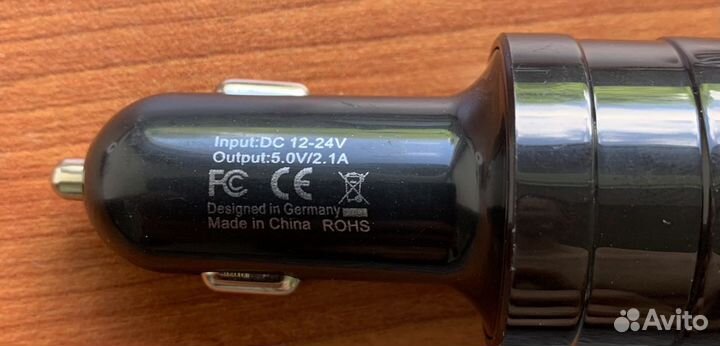 Input:DC 12-24V
Output:5.0V/2.1A
FC CE
Designed in Germany
Made in China ROHS
Avito